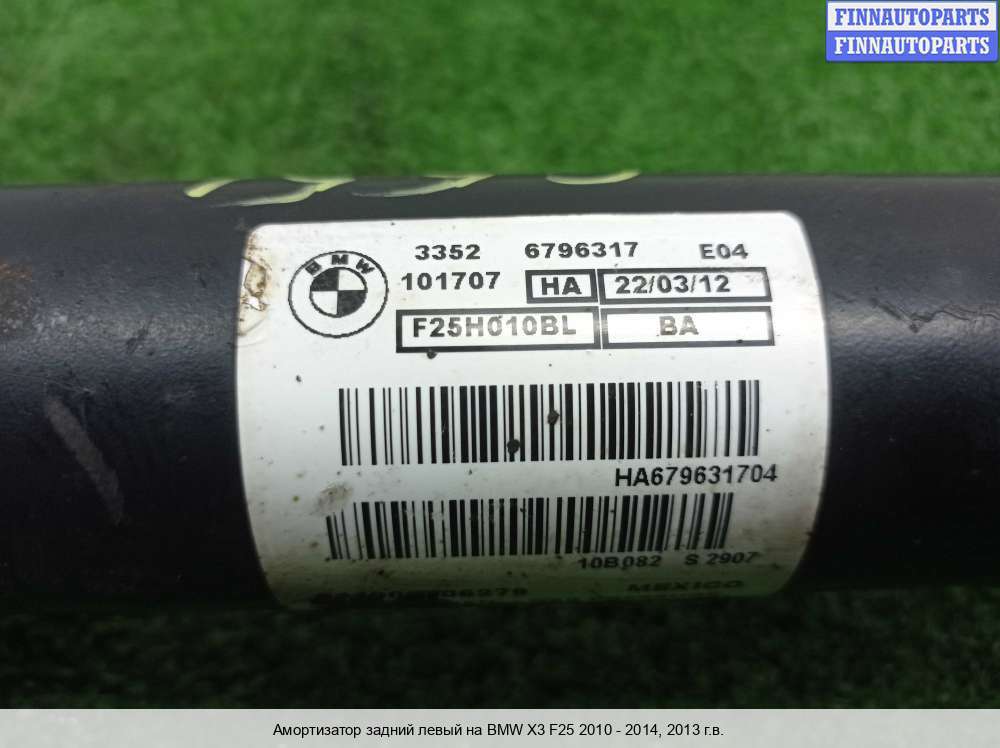 FINNAUTOPARTS
FINNAUTOPARTS
BMW
3352 6796317 E04
101707 HA 22/03/12
F25H010BL BA
HA679631704
10B082 S 2907
MEXICO
Амортизатор задний левый на BMW X3 F25 2010 - 2014, 2013 г.в.